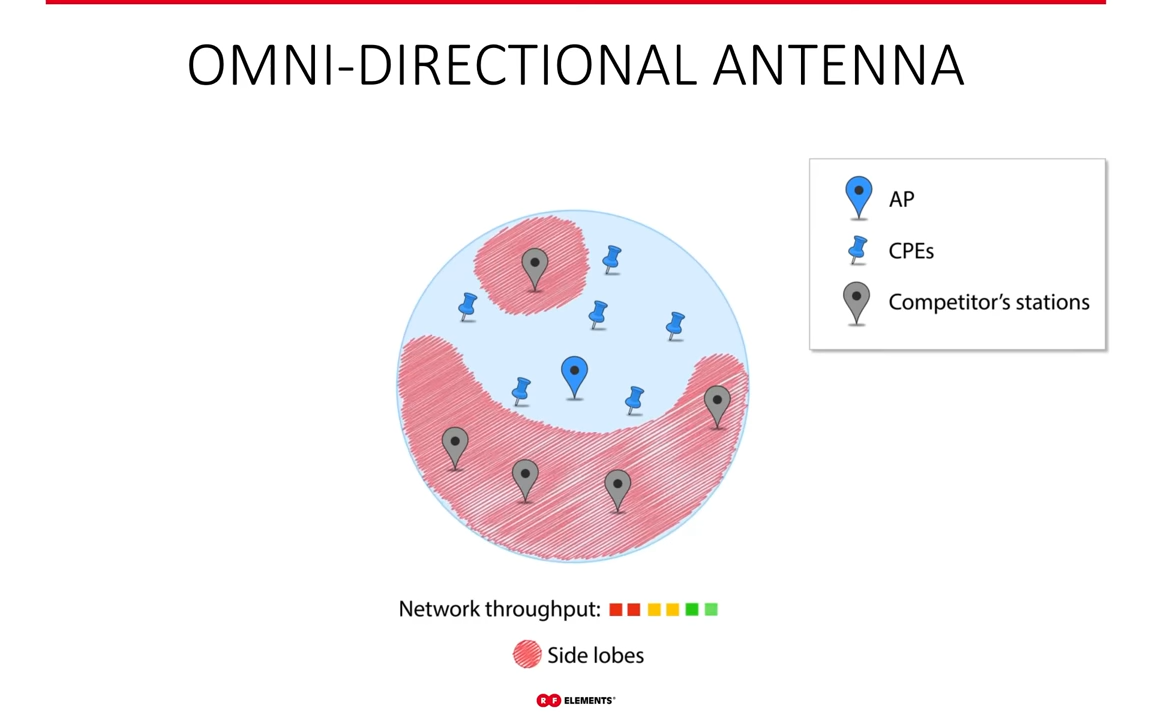 OMNI-DIRECTIONAL ANTENNA
AP
CPEs
Competitor's stations
Network throughput:
Side lobes
RF ELEMENTS